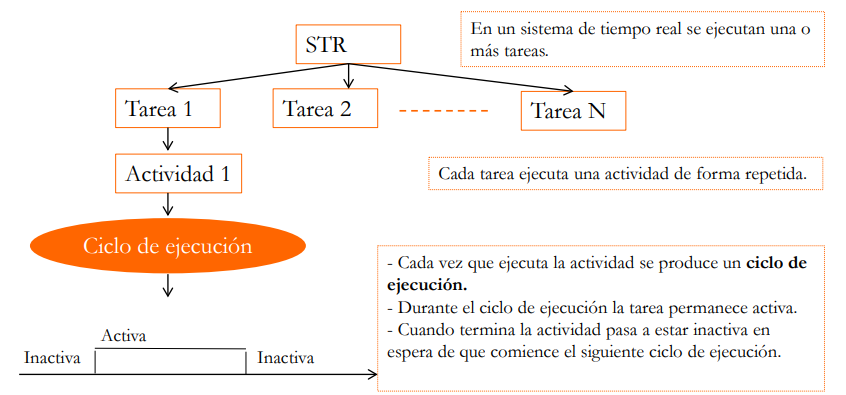 STR
En un sistema de tiempo real se ejecutan una o
más tareas.
Tarea 1
Tarea 2
Tarea N
Actividad 1
Cada tarea ejecuta una actividad de forma repetida.
Ciclo de ejecución
- Cada vez que ejecuta la actividad se produce un ciclo de
ejecución.
- Durante el ciclo de ejecución la tarea permanece activa.
- Cuando termina la actividad pasa a estar inactiva en
espera de que comience el siguiente ciclo de ejecución.
Activa
Inactiva
Inactiva